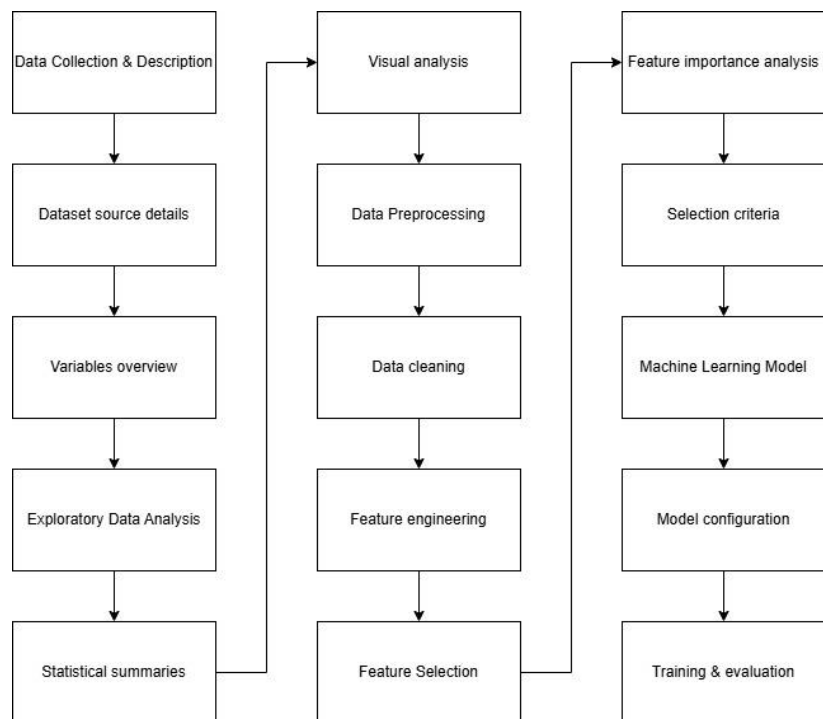 Data Collection & Description
Dataset source details
Variables overview
Exploratory Data Analysis
Statistical summaries
Visual analysis
Data Preprocessing
Data cleaning
Feature engineering
Feature Selection
Feature importance analysis
Selection criteria
Machine Learning Model
Model configuration
Training & evaluation